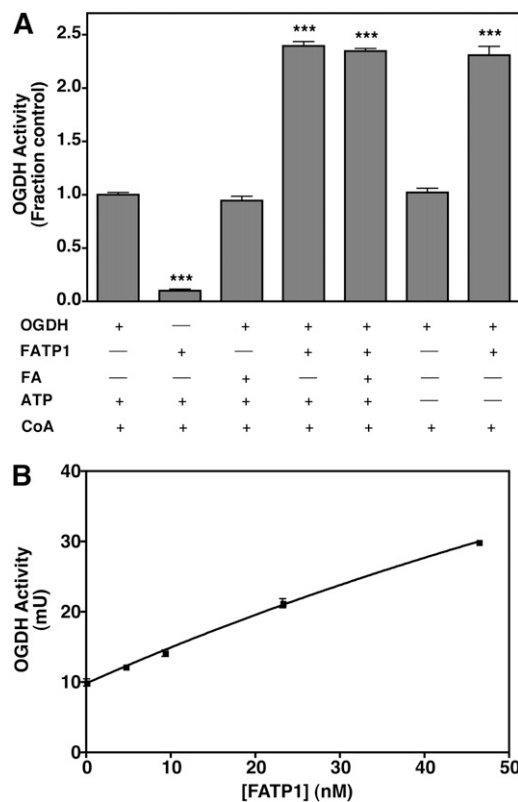 A
OGDH Activity
(Fraction control)
2.5
2.0
1.5
1.0
0.5
0.0
*** *** *** ***
OGDH + — + + + + +
FATP1 — + — + + — +
FA — — + — + — —
ATP + + + + + — —
CoA + + + + + + +
B
OGDH Activity
(mU)
40
30
20
10
0
0 10 20 30 40 50
[FATP1] (nM)